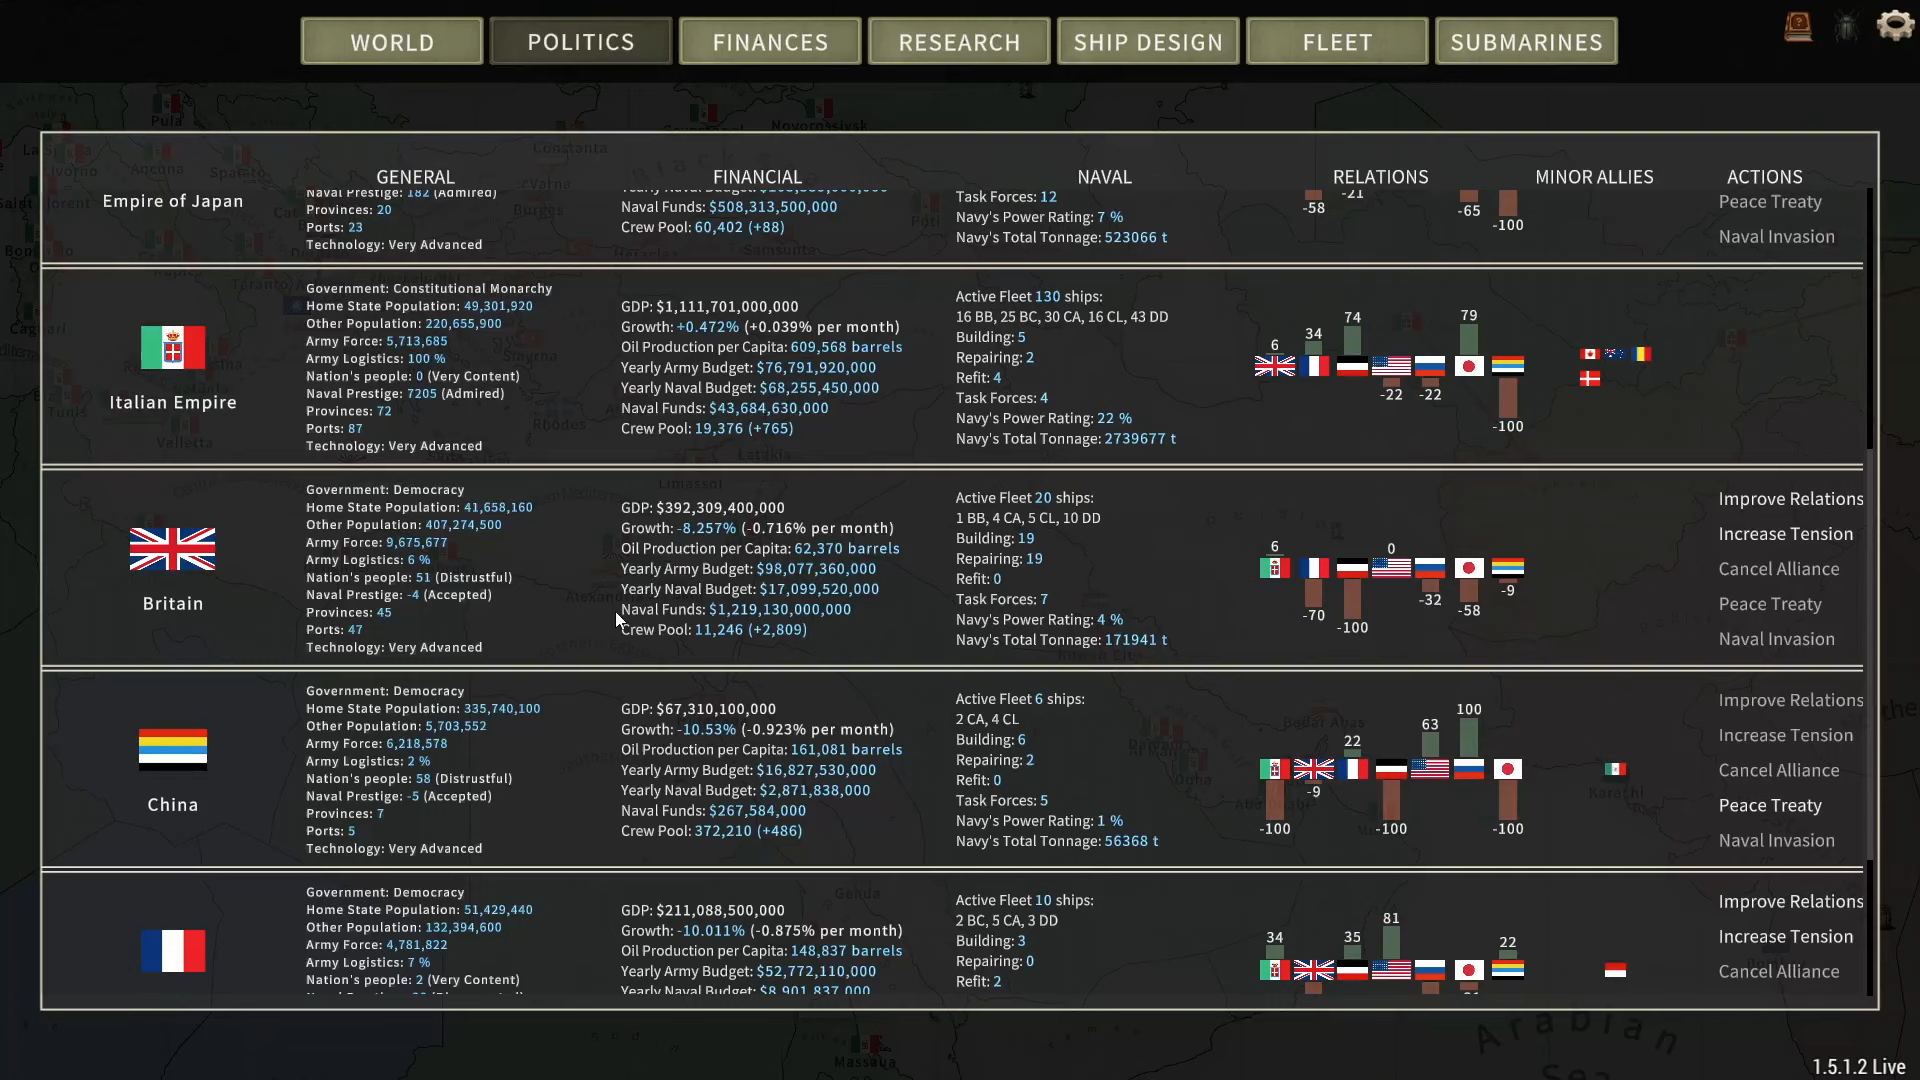 WORLD POLITICS FINANCES RESEARCH SHIP DESIGN FLEET SUBMARINES
GENERAL FINANCIAL NAVAL RELATIONS MINOR ALLIES ACTIONS
Empire of Japan
Naval Prestige: 182 (Admired)
Provinces: 20
Ports: 23
Technology: Very Advanced
Naval Funds: $508,313,500,000
Crew Pool: 60,402 (+88)
Task Forces: 12
Navy's Power Rating: 7 %
Navy's Total Tonnage: 523066 t
-58 -21 -65 -100
Peace Treaty
Naval Invasion
Italian Empire
Government: Constitutional Monarchy
Home State Population: 49,301,920
Other Population: 220,655,900
Army Force: 5,713,685
Army Logistics: 100 %
Nation's people: 0 (Very Content)
Naval Prestige: 7205 (Admired)
Provinces: 72
Ports: 87
Technology: Very Advanced
GDP: $1,111,701,000,000
Growth: +0.472% (+0.039% per month)
Oil Production per Capita: 609,568 barrels
Yearly Army Budget: $76,791,920,000
Yearly Naval Budget: $68,255,450,000
Naval Funds: $43,684,630,000
Crew Pool: 19,376 (+765)
Active Fleet 130 ships:
16 BB, 25 BC, 30 CA, 16 CL, 43 DD
Building: 5
Repairing: 2
Refit: 4
Task Forces: 4
Navy's Power Rating: 22 %
Navy's Total Tonnage: 2739677 t
6 34 74 -22 -22 79 -100
Britain
Government: Democracy
Home State Population: 41,658,160
Other Population: 407,274,500
Army Force: 9,675,677
Army Logistics: 6 %
Nation's people: 51 (Distrustful)
Naval Prestige: -4 (Accepted)
Provinces: 45
Ports: 47
Technology: Very Advanced
GDP: $392,309,400,000
Growth: -8.257% (-0.716% per month)
Oil Production per Capita: 62,370 barrels
Yearly Army Budget: $98,077,360,000
Yearly Naval Budget: $17,099,520,000
Naval Funds: $1,219,130,000,000
Crew Pool: 11,246 (+2,809)
Active Fleet 20 ships:
1 BB, 4 CA, 5 CL, 10 DD
Building: 19
Repairing: 19
Refit: 0
Task Forces: 7
Navy's Power Rating: 4 %
Navy's Total Tonnage: 171941 t
6 -70 -100 0 -32 -58 -9
Improve Relations
Increase Tension
Cancel Alliance
Peace Treaty
Naval Invasion
China
Government: Democracy
Home State Population: 335,740,100
Other Population: 5,703,552
Army Force: 6,218,578
Army Logistics: 2 %
Nation's people: 58 (Distrustful)
Naval Prestige: -5 (Accepted)
Provinces: 7
Ports: 5
Technology: Very Advanced
GDP: $67,310,100,000
Growth: -10.53% (-0.923% per month)
Oil Production per Capita: 161,081 barrels
Yearly Army Budget: $16,827,530,000
Yearly Naval Budget: $2,871,838,000
Naval Funds: $267,584,000
Crew Pool: 372,210 (+486)
Active Fleet 6 ships:
2 CA, 4 CL
Building: 6
Repairing: 2
Refit: 0
Task Forces: 5
Navy's Power Rating: 1 %
Navy's Total Tonnage: 56368 t
-100 -9 22 -100 63 100 -100
Improve Relations
Increase Tension
Cancel Alliance
Peace Treaty
Naval Invasion
Government: Democracy
Home State Population: 51,429,440
Other Population: 132,394,600
Army Force: 4,781,822
Army Logistics: 7 %
Nation's people: 2 (Very Content)
GDP: $211,088,500,000
Growth: -10.011% (-0.875% per month)
Oil Production per Capita: 148,837 barrels
Yearly Army Budget: $52,772,110,000
Yearly Naval Budget: $8,901,837,000
Active Fleet 10 ships:
2 BC, 5 CA, 3 DD
Building: 3
Repairing: 0
Refit: 2
34 35 81 22
Improve Relations
Increase Tension
Cancel Alliance
Arabian
Massaua
1.5.1.2 Live